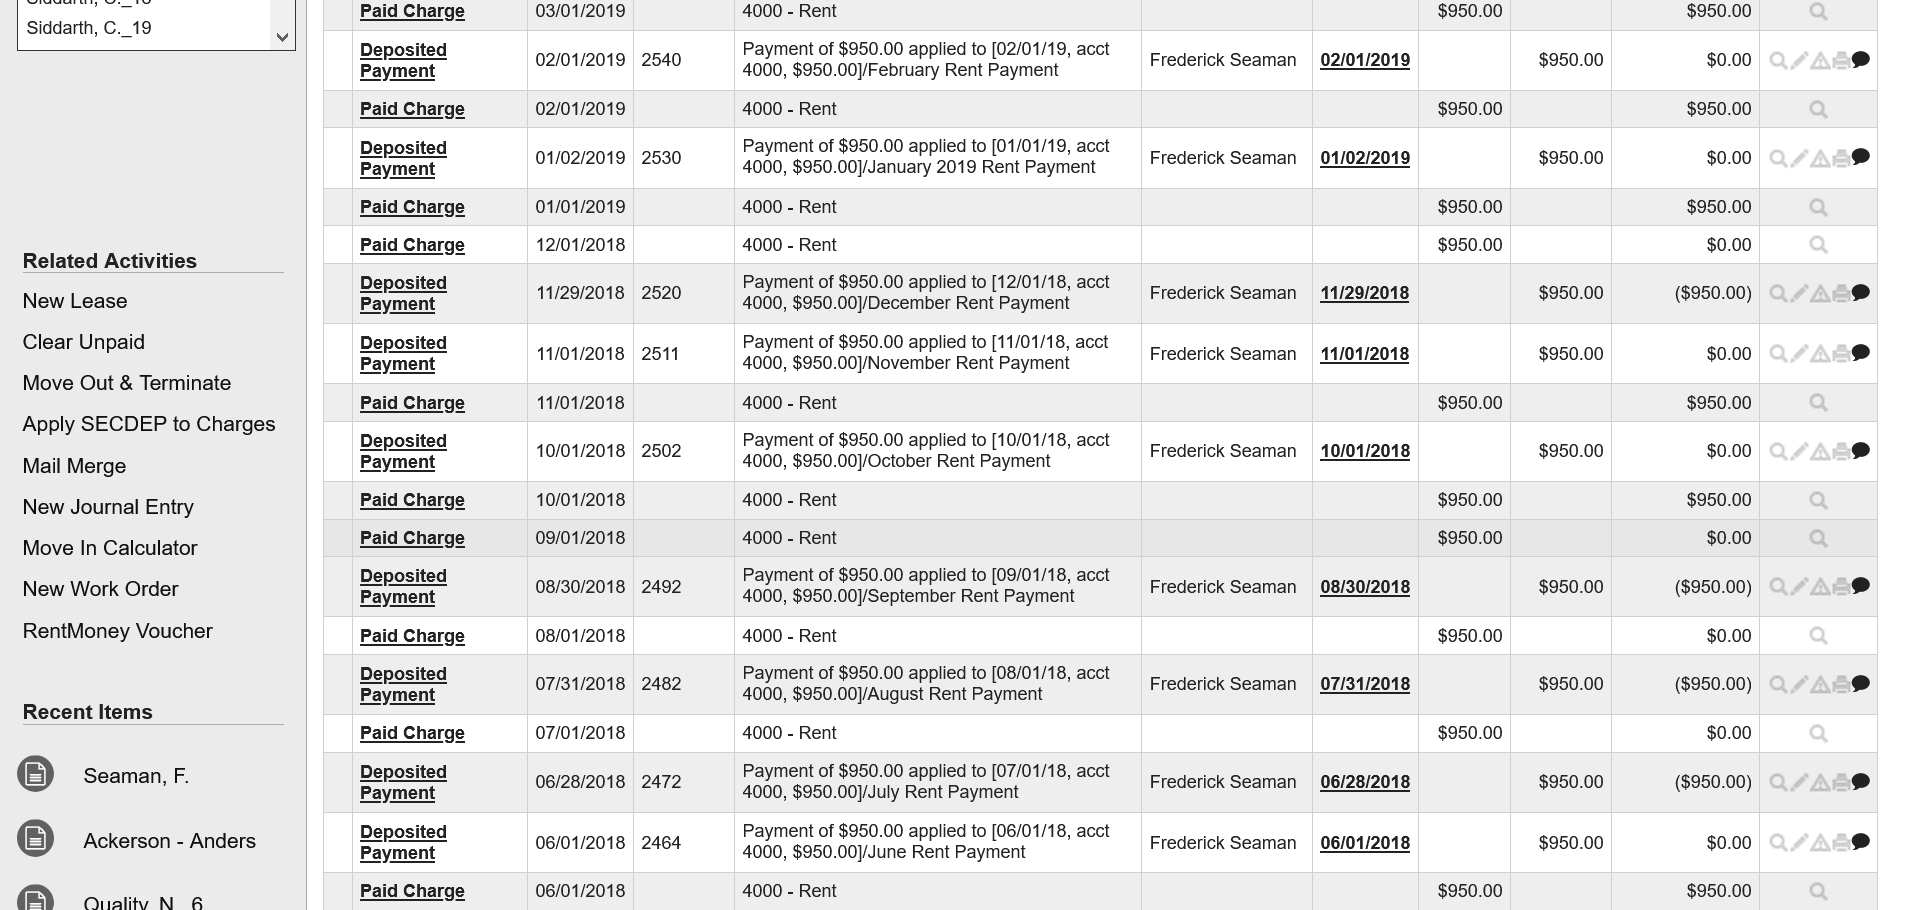 Siddarth, C._19
Related Activities
New Lease
Clear Unpaid
Move Out & Terminate
Apply SECDEP to Charges
Mail Merge
New Journal Entry
Move In Calculator
New Work Order
RentMoney Voucher
Recent Items
Seaman, F.
Ackerson - Anders
Quality, N._6
Paid Charge 03/01/2019 4000 - Rent $950.00 $950.00
Deposited Payment 02/01/2019 2540 Payment of $950.00 applied to [02/01/19, acct 4000, $950.00]/February Rent Payment Frederick Seaman 02/01/2019 $950.00 $0.00
Paid Charge 02/01/2019 4000 - Rent $950.00 $950.00
Deposited Payment 01/02/2019 2530 Payment of $950.00 applied to [01/01/19, acct 4000, $950.00]/January 2019 Rent Payment Frederick Seaman 01/02/2019 $950.00 $0.00
Paid Charge 01/01/2019 4000 - Rent $950.00 $950.00
Paid Charge 12/01/2018 4000 - Rent $950.00 $0.00
Deposited Payment 11/29/2018 2520 Payment of $950.00 applied to [12/01/18, acct 4000, $950.00]/December Rent Payment Frederick Seaman 11/29/2018 $950.00 ($950.00)
Deposited Payment 11/01/2018 2511 Payment of $950.00 applied to [11/01/18, acct 4000, $950.00]/November Rent Payment Frederick Seaman 11/01/2018 $950.00 $0.00
Paid Charge 11/01/2018 4000 - Rent $950.00 $950.00
Deposited Payment 10/01/2018 2502 Payment of $950.00 applied to [10/01/18, acct 4000, $950.00]/October Rent Payment Frederick Seaman 10/01/2018 $950.00 $0.00
Paid Charge 10/01/2018 4000 - Rent $950.00 $950.00
Paid Charge 09/01/2018 4000 - Rent $950.00 $0.00
Deposited Payment 08/30/2018 2492 Payment of $950.00 applied to [09/01/18, acct 4000, $950.00]/September Rent Payment Frederick Seaman 08/30/2018 $950.00 ($950.00)
Paid Charge 08/01/2018 4000 - Rent $950.00 $0.00
Deposited Payment 07/31/2018 2482 Payment of $950.00 applied to [08/01/18, acct 4000, $950.00]/August Rent Payment Frederick Seaman 07/31/2018 $950.00 ($950.00)
Paid Charge 07/01/2018 4000 - Rent $950.00 $0.00
Deposited Payment 06/28/2018 2472 Payment of $950.00 applied to [07/01/18, acct 4000, $950.00]/July Rent Payment Frederick Seaman 06/28/2018 $950.00 ($950.00)
Deposited Payment 06/01/2018 2464 Payment of $950.00 applied to [06/01/18, acct 4000, $950.00]/June Rent Payment Frederick Seaman 06/01/2018 $950.00 $0.00
Paid Charge 06/01/2018 4000 - Rent $950.00 $950.00